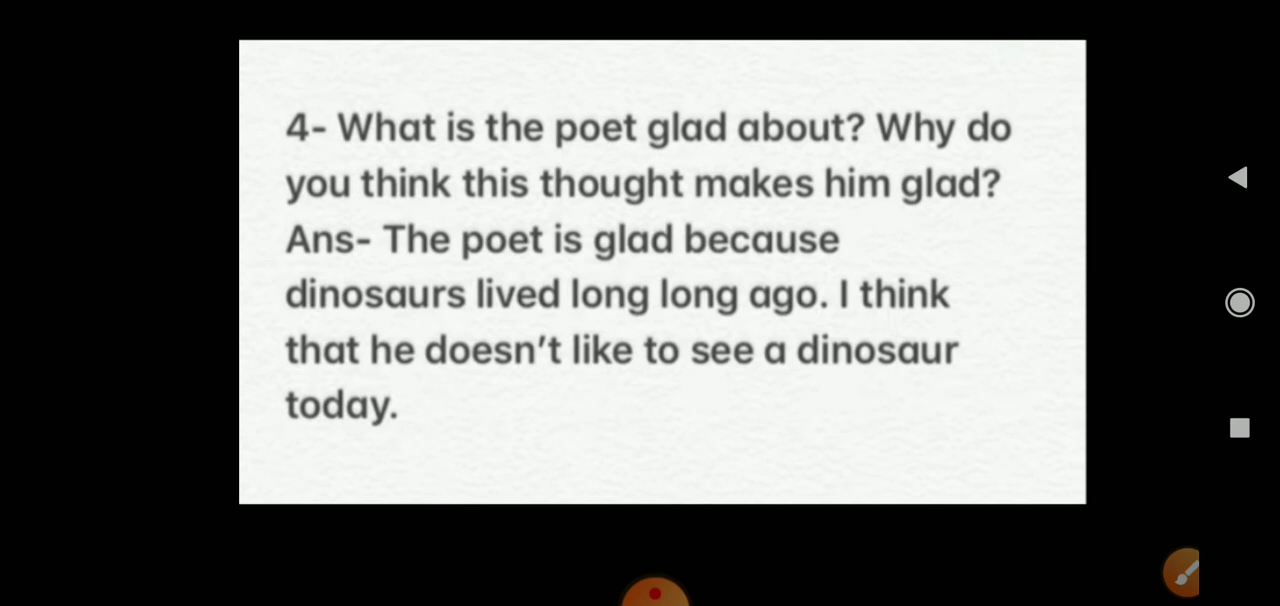 4- What is the poet glad about? Why do
you think this thought makes him glad?
Ans- The poet is glad because
dinosaurs lived long long ago. I think
that he doesn't like to see a dinosaur
today.